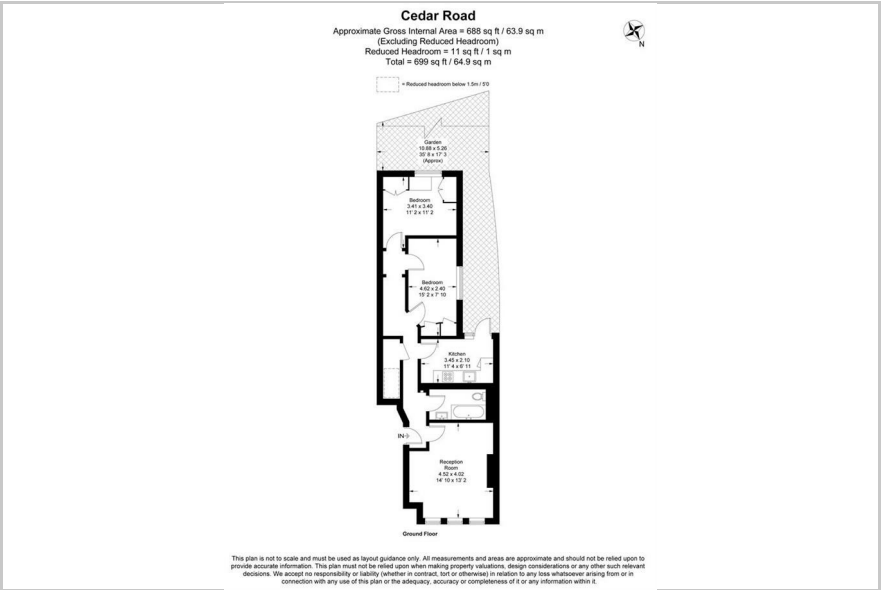 Cedar Road
Approximate Gross Internal Area = 688 sq ft / 63.9 sq m
(Excluding Reduced Headroom)
Reduced Headroom = 11 sq ft / 1 sq m
Total = 699 sq ft / 64.9 sq m
N
= Reduced headroom below 1.5m / 5'0
Garden
10.88 x 5.26
35' 8 x 17' 3
(Approx)
Bedroom
3.41 x 3.40
11' 2 x 11' 2
Bedroom
4.62 x 2.40
15' 2 x 7' 10
Kitchen
3.45 x 2.10
11' 4 x 6' 11
IN
Reception
Room
4.52 x 4.02
14' 10 x 13' 2
Ground Floor
This plan is not to scale and must be used as layout guidance only. All measurements and areas are approximate and should not be relied upon to
provide accurate information. This plan must not be relied upon when making property valuations, design considerations or any other such relevant
decisions. We accept no responsibility or liability (whether in contract, tort or otherwise) in relation to any loss whatsoever arising from or in
connection with any use of this plan or the adequacy, accuracy or completeness of it or any information within it.